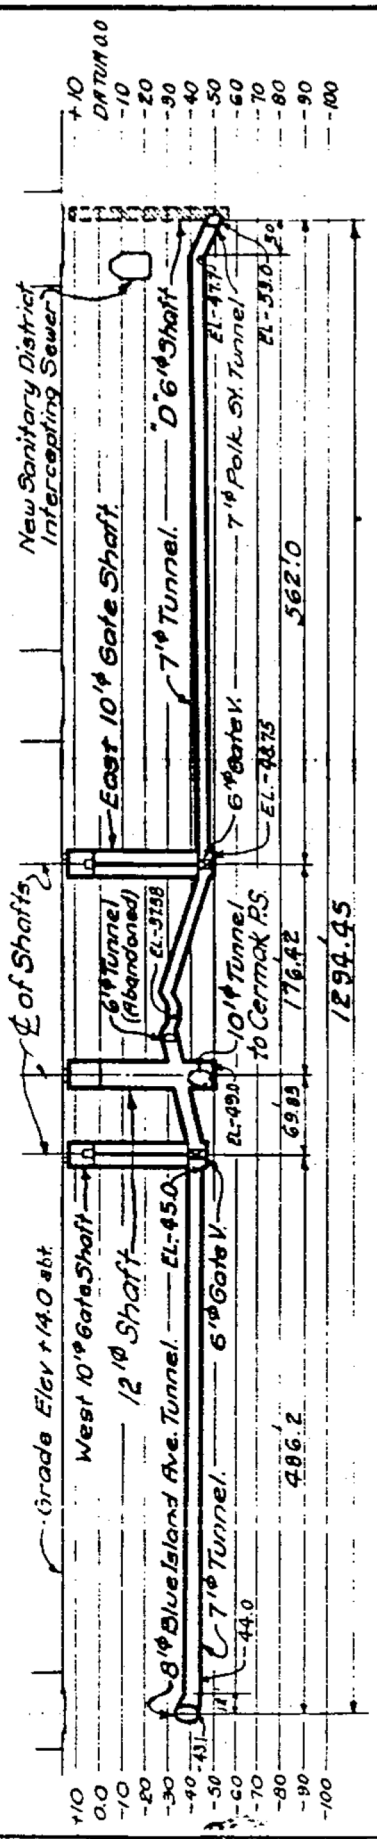 +10
DATUM 0.0
-10
-20
-30
-40
-50
-60
-70
-80
-90
-100
New Sanitary District
Intercepting Sewer
"D" 6'φ Shaft
7'φ Tunnel.
East 10'φ Gate Shaft.
EL-47.7
7'φ Polk. St. Tunnel
EL-53.0
30
562.0
6'φ Gate V.
EL.-48.75
₵ of Shafts
6'φ Tunnel
(Abandoned)
EL-37.58
10'φ Tunnel
to Cermak P.S.
EL-49.0
176.42
69.83
1294.45
Grade Elev +14.0 abt.
West 10'φ Gate Shaft
12'φ Shaft
EL-45.0
8'φ Blue Island Ave. Tunnel.
6'φ Gate V.
7'φ Tunnel.
44.0
-43.1
12'
486.2
+10
0.0
-10
-20
-30
-40
-50
-60
-70
-80
-90
-100